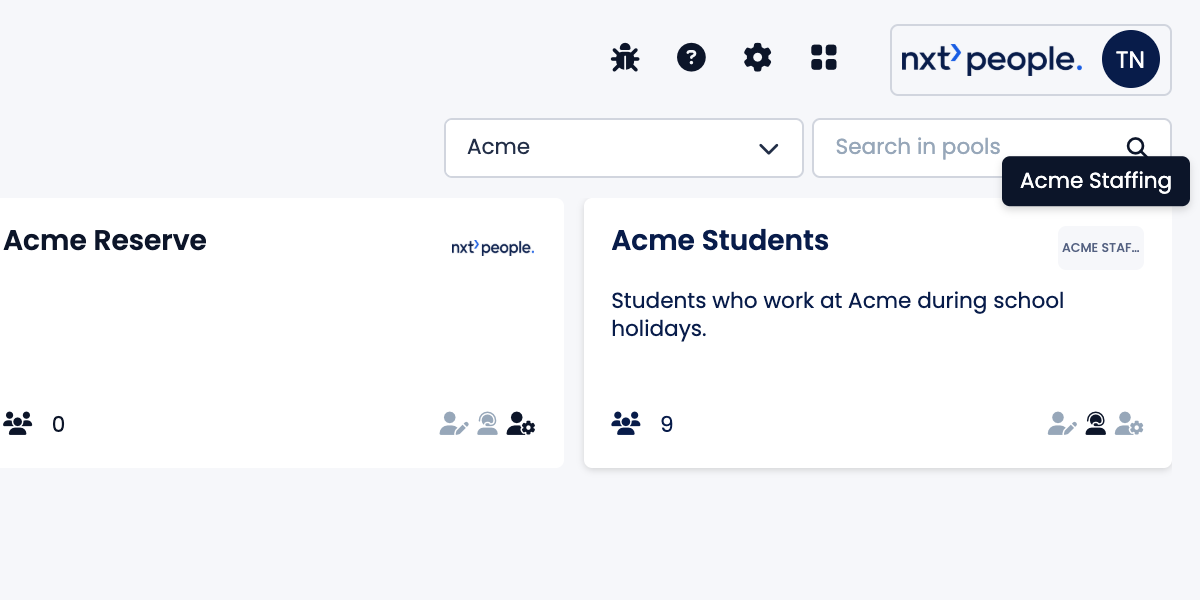 nxt people.
TN
Acme
Search in pools
Acme Staffing
Acme Reserve
nxt people.
Acme Students
ACME STAF...
Students who work at Acme during school
holidays.
0
9